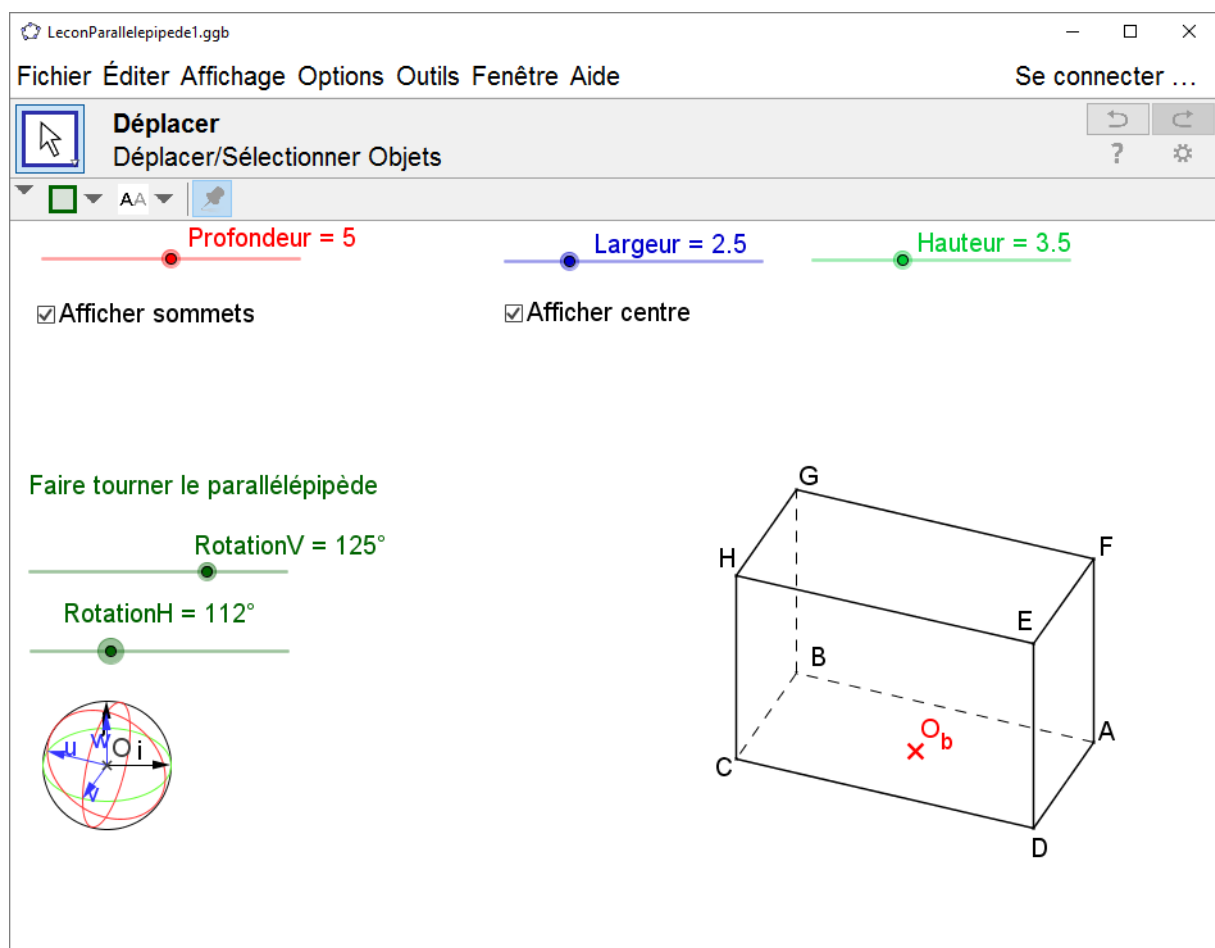 LeconParallelepipede1.ggb
Fichier Éditer Affichage Options Outils Fenêtre Aide Se connecter ...
Déplacer
Déplacer/Sélectionner Objets
?
AA
Profondeur = 5 Largeur = 2.5 Hauteur = 3.5
Afficher sommets Afficher centre
Faire tourner le parallélépipède
RotationV = 125°
RotationH = 112°
u w O i
v
G
F
H
E
B
O b
A
C
D